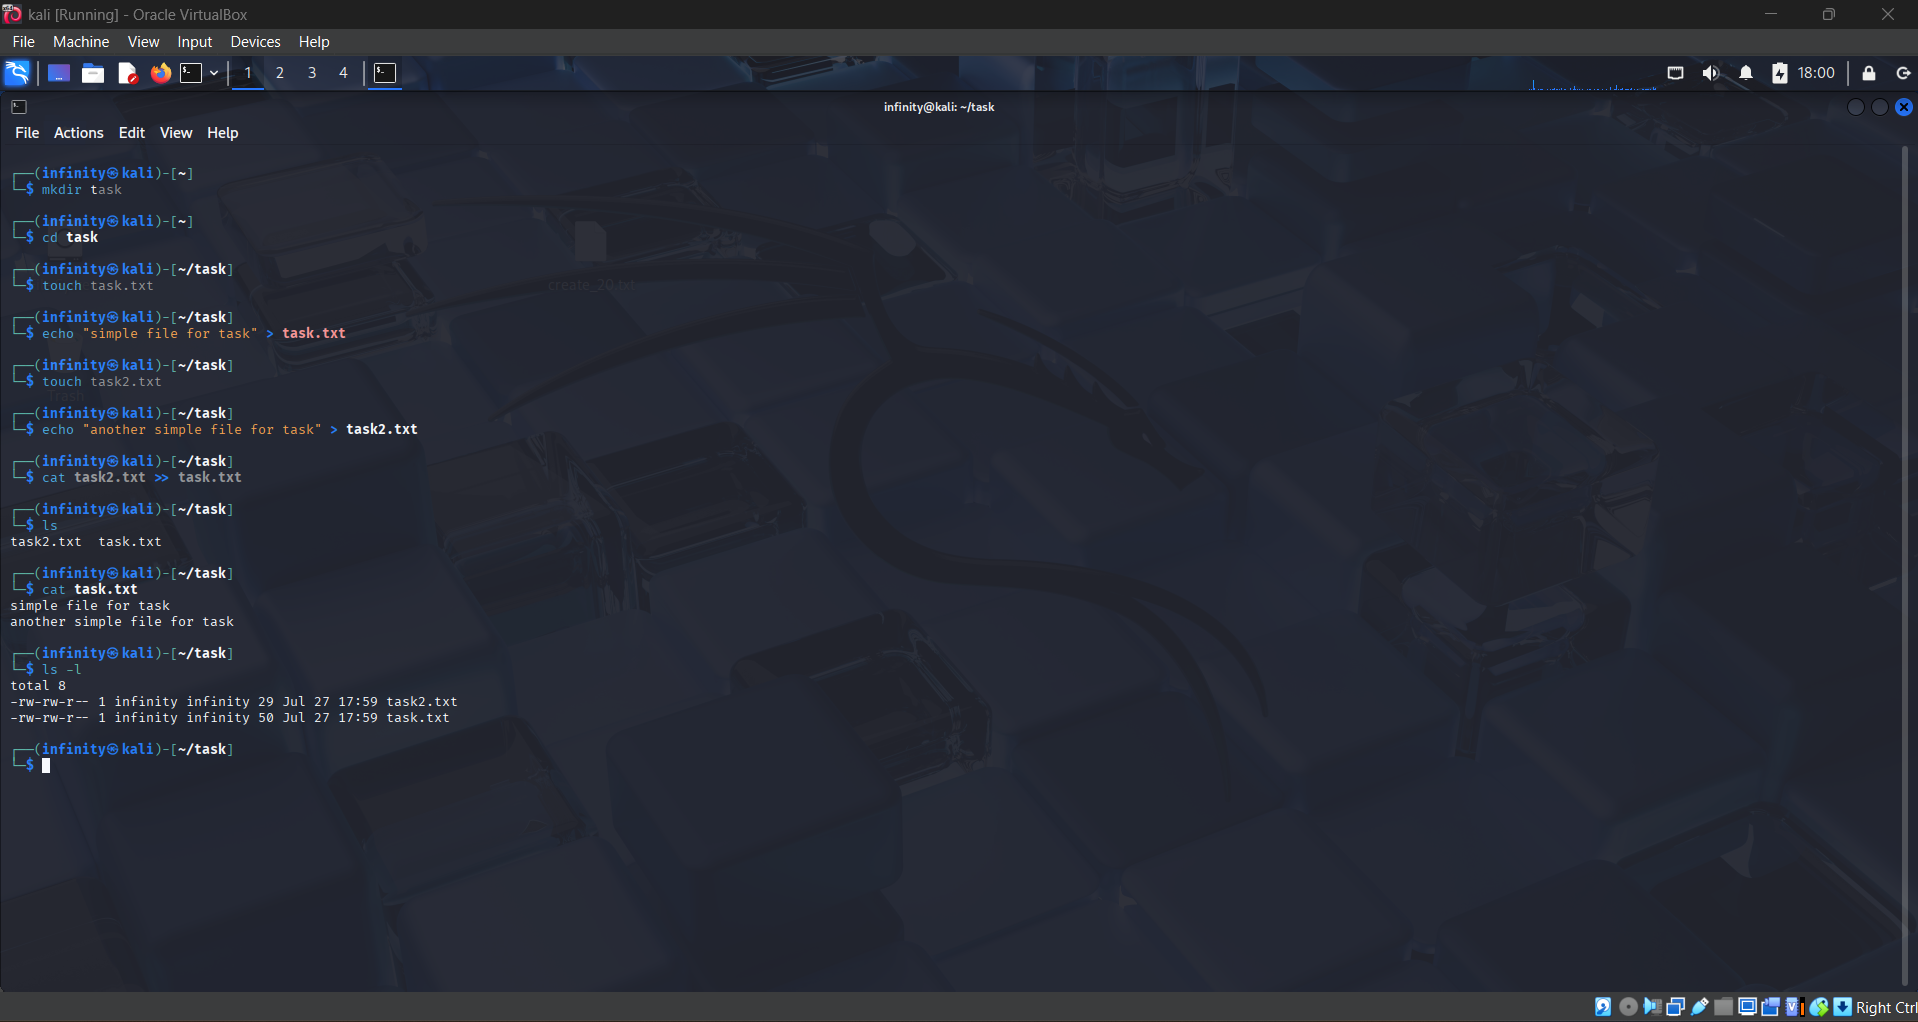 kali [Running] - Oracle VirtualBox
File Machine View Input Devices Help
1 2 3 4 18:00
infinity@kali: ~/task
File Actions Edit View Help
┌──(infinity㉿kali)-[~]
└─$ mkdir task
┌──(infinity㉿kali)-[~]
└─$ cd task
┌──(infinity㉿kali)-[~/task]
└─$ touch task.txt
create_20.txt
┌──(infinity㉿kali)-[~/task]
└─$ echo "simple file for task" > task.txt
┌──(infinity㉿kali)-[~/task]
└─$ touch task2.txt
Trash
┌──(infinity㉿kali)-[~/task]
└─$ echo "another simple file for task" > task2.txt
┌──(infinity㉿kali)-[~/task]
└─$ cat task2.txt >> task.txt
┌──(infinity㉿kali)-[~/task]
└─$ ls
task2.txt  task.txt
┌──(infinity㉿kali)-[~/task]
└─$ cat task.txt
simple file for task
another simple file for task
┌──(infinity㉿kali)-[~/task]
└─$ ls -l
total 8
-rw-rw-r-- 1 infinity infinity 29 Jul 27 17:59 task2.txt
-rw-rw-r-- 1 infinity infinity 50 Jul 27 17:59 task.txt
┌──(infinity㉿kali)-[~/task]
└─$
Right Ctrl